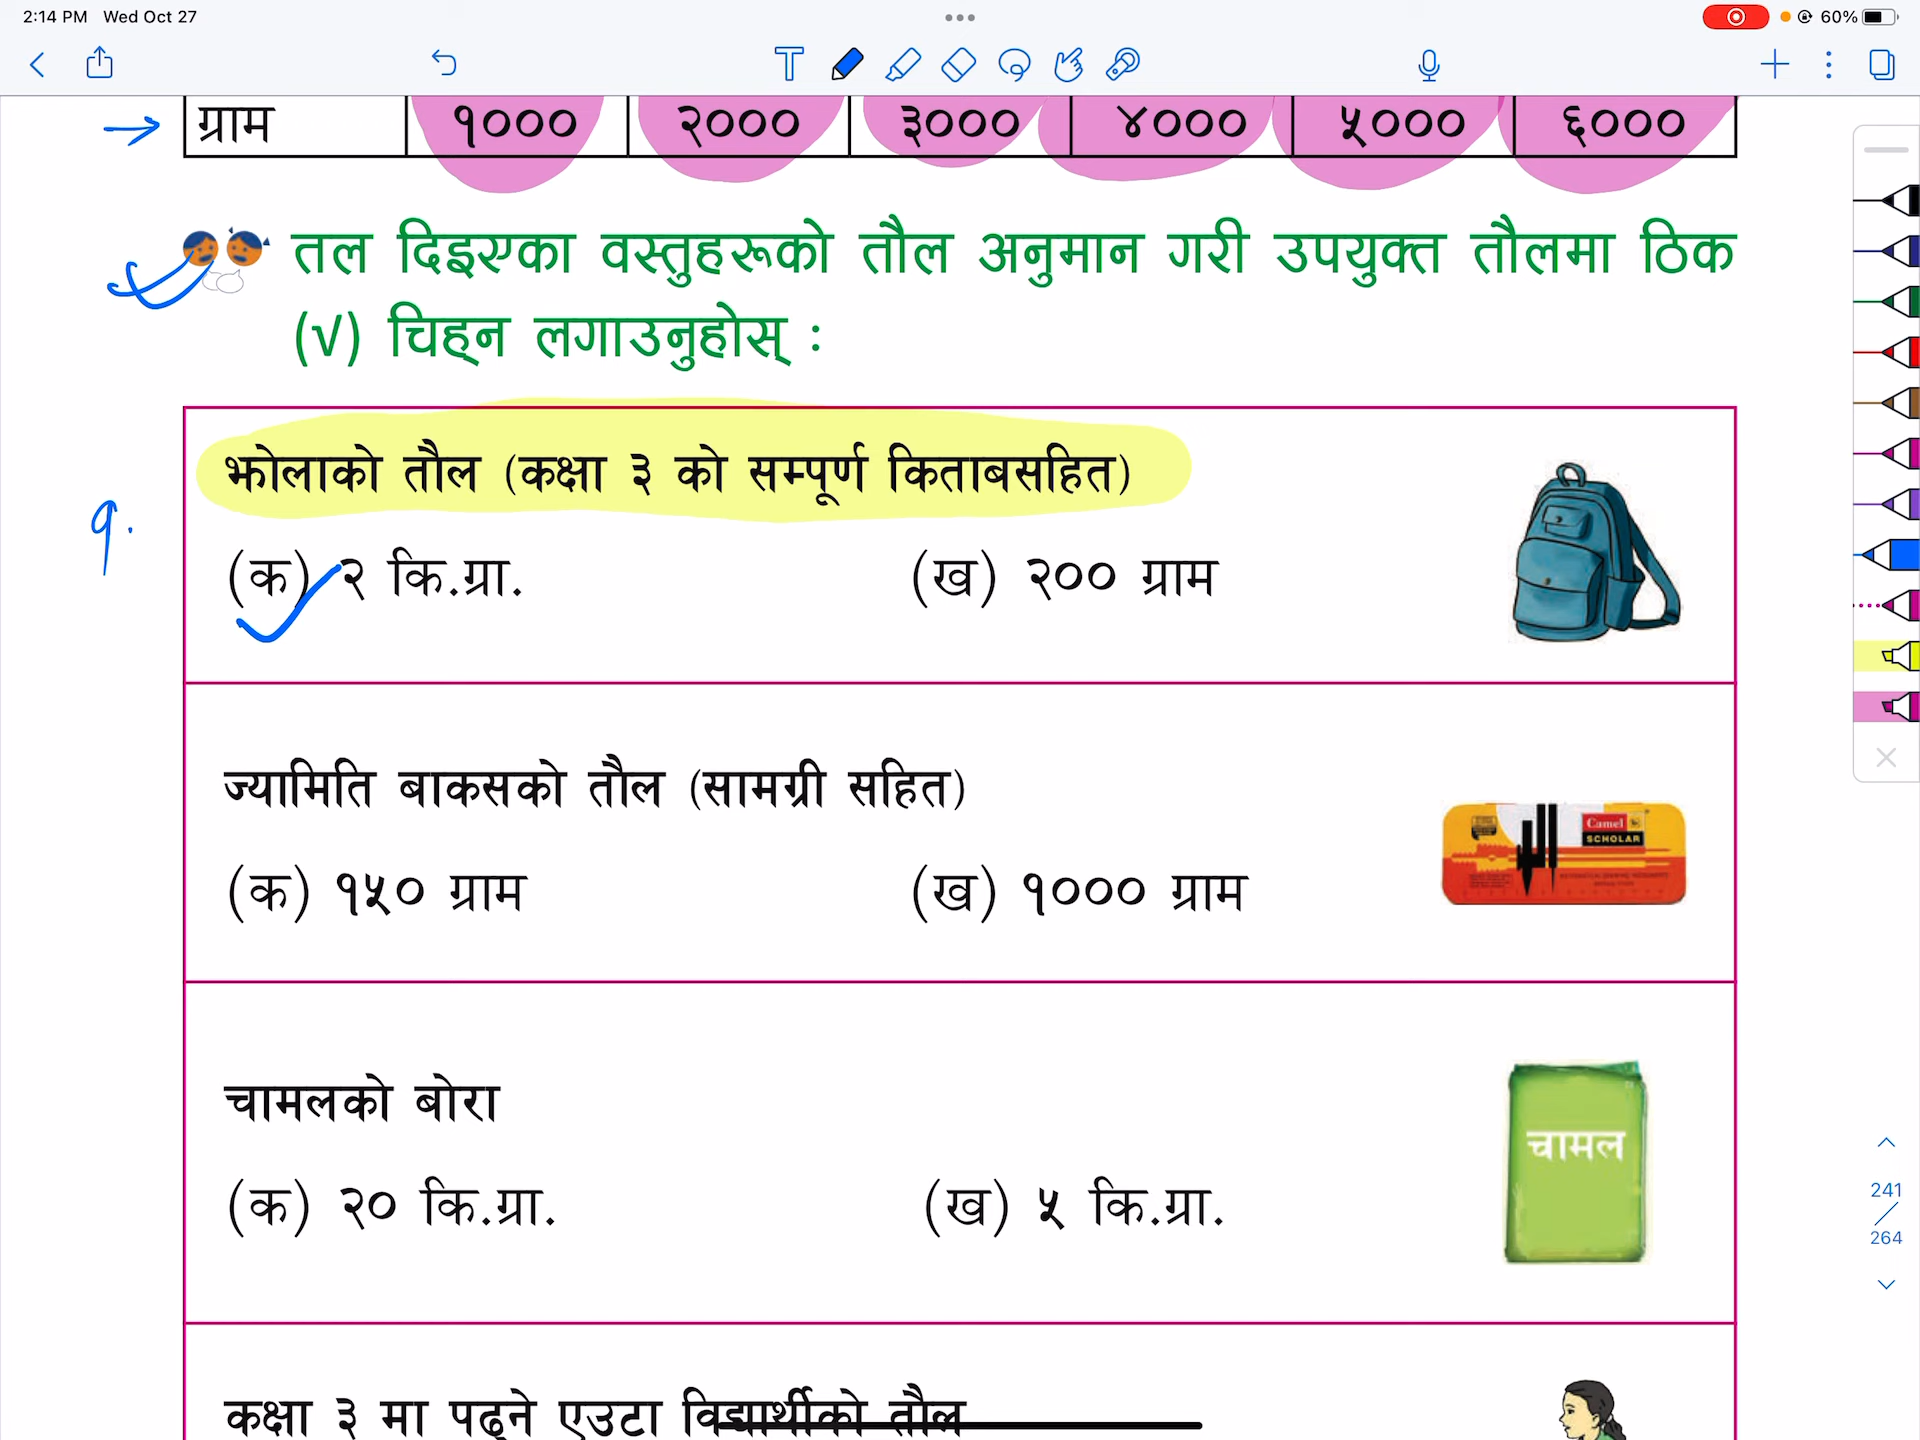 2:14 PM Wed Oct 27
60%
ग्राम १००० २००० ३००० ४००० ५००० ६०००
तल दिइएका वस्तुहरूको तौल अनुमान गरी उपयुक्त तौलमा ठिक
(√) चिह्न लगाउनुहोस् :
झोलाको तौल (कक्षा ३ को सम्पूर्ण किताबसहित)
१.
(क) २ कि.ग्रा. (ख) २०० ग्राम
ज्यामिति बाकसको तौल (सामग्री सहित)
Camel
SCHOLAR
(क) १५० ग्राम (ख) १००० ग्राम
चामलको बोरा
चामल
(क) २० कि.ग्रा. (ख) ५ कि.ग्रा.
241
264
कक्षा ३ मा पढ्ने एउटा विद्यार्थीको तौल